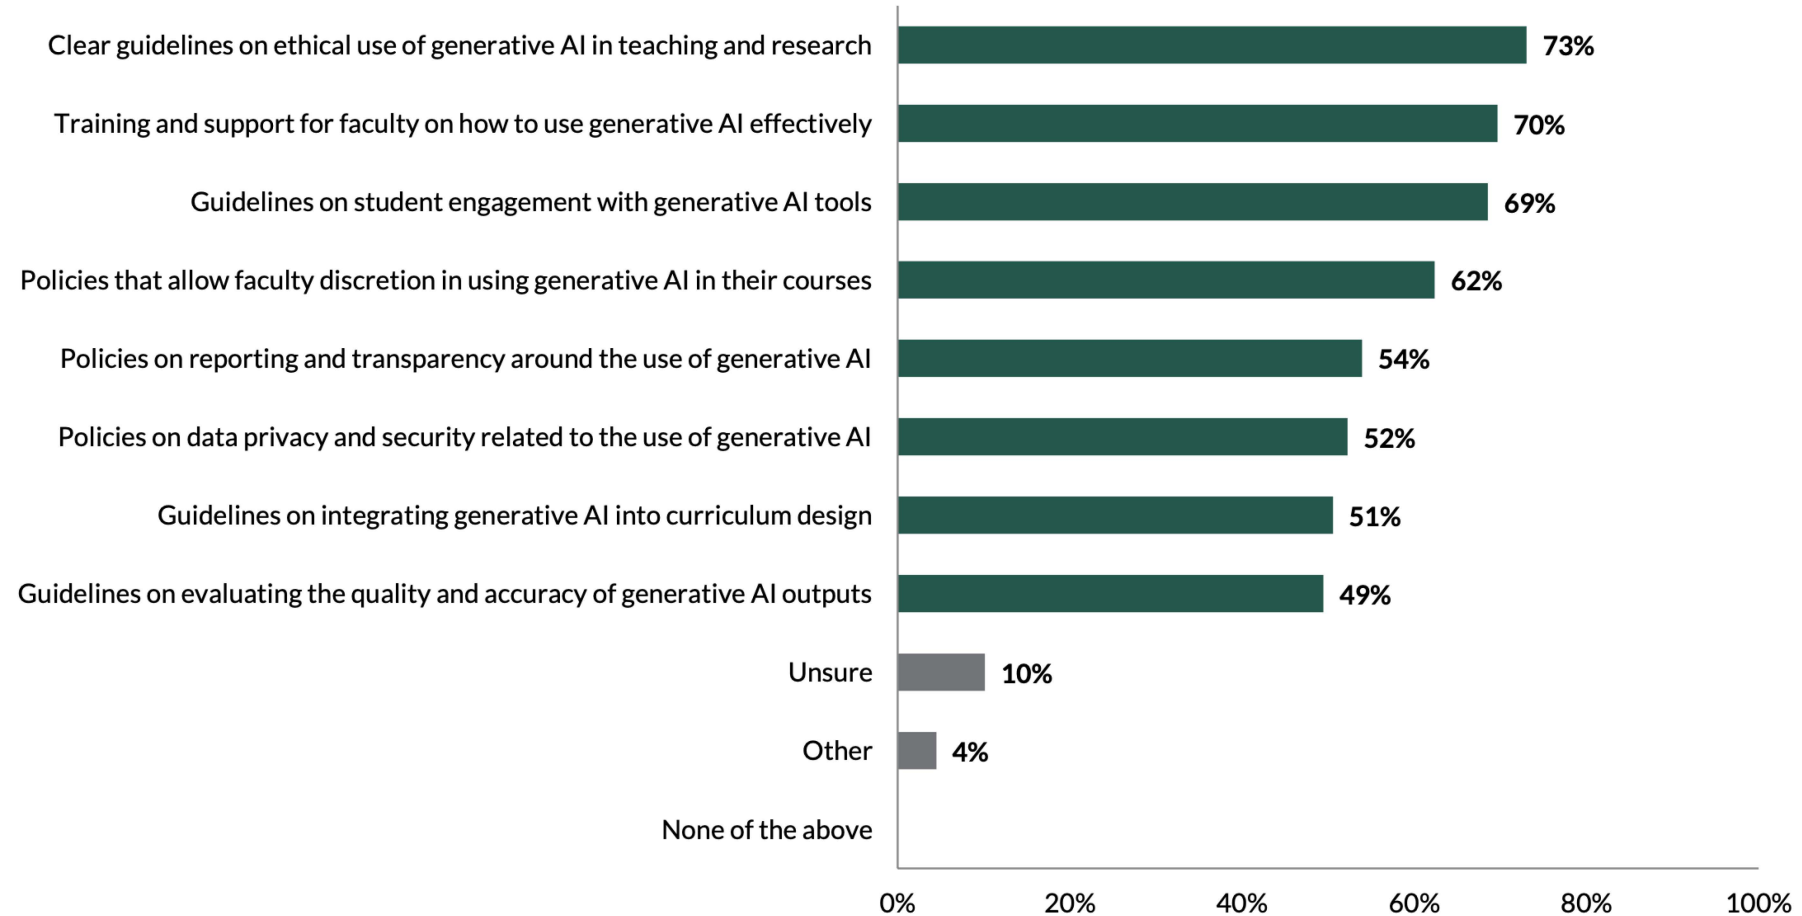 Clear guidelines on ethical use of generative AI in teaching and research 73%
Training and support for faculty on how to use generative AI effectively 70%
Guidelines on student engagement with generative AI tools 69%
Policies that allow faculty discretion in using generative AI in their courses 62%
Policies on reporting and transparency around the use of generative AI 54%
Policies on data privacy and security related to the use of generative AI 52%
Guidelines on integrating generative AI into curriculum design 51%
Guidelines on evaluating the quality and accuracy of generative AI outputs 49%
Unsure 10%
Other 4%
None of the above
0% 20% 40% 60% 80% 100%